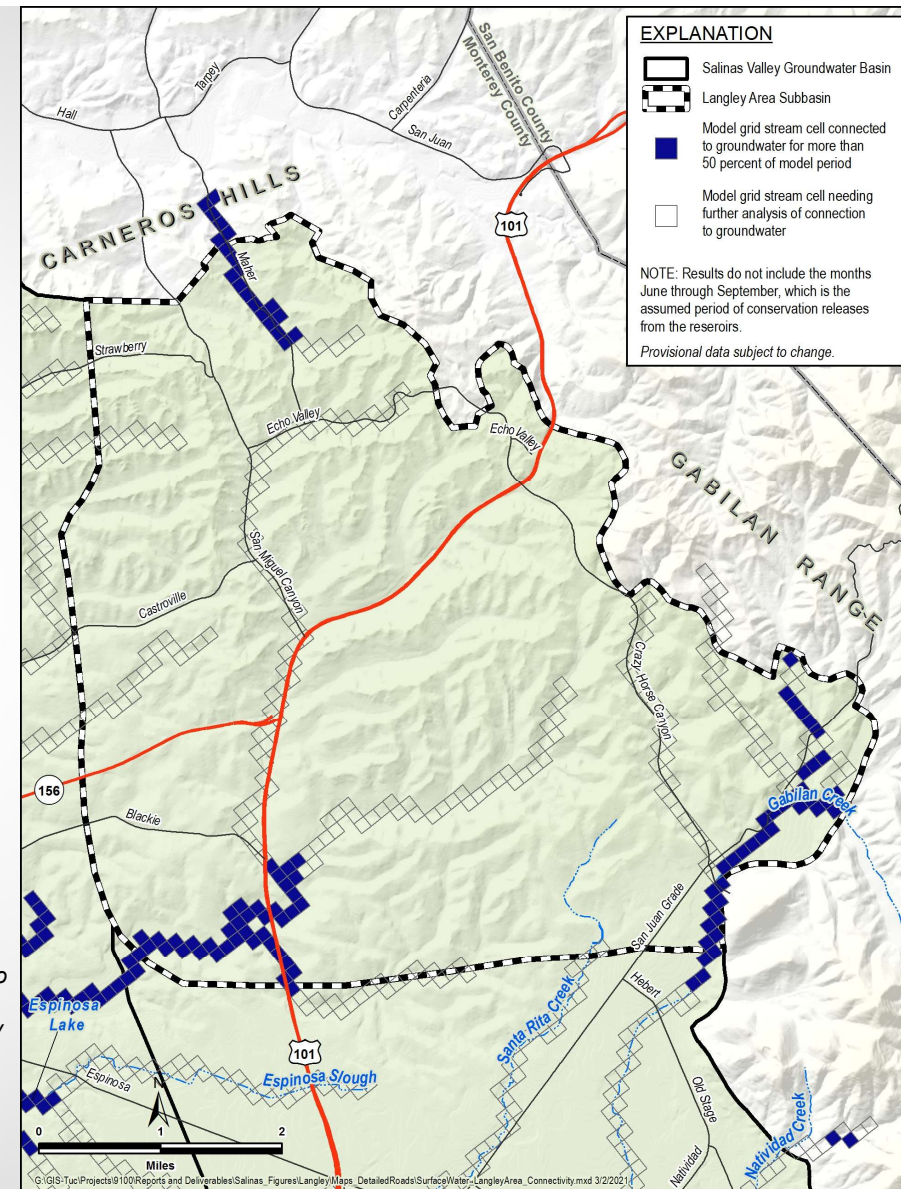 EXPLANATION
Salinas Valley Groundwater Basin
Langley Area Subbasin
Model grid stream cell connected
to groundwater for more than
50 percent of model period
Model grid stream cell needing
further analysis of connection
to groundwater
NOTE: Results do not include the months
June through September, which is the
assumed period of conservation releases
from the reseroirs.
Provisional data subject to change.
San Benito County
Monterey County
Tarpey
Hall
Carpenteria
San Juan
101
CARNEROS HILLS
Maher
Strawberry
Echo Valley
Echo Valley
GABILAN RANGE
San Miguel Canyon
Castroville
Crazy Horse Canyon
156
Blackie
Gabilan Creek
San Juan Grade
Hebert
Espinosa
Lake
Santa Rita Creek
101
Espinosa
Espinosa Slough
Old Stage
Natividad
Natividad Creek
N
0 1 2
Miles
G:\GIS-Tuc\Projects\9100\Reports and Deliverables\Salinas_Figures\Langley\Maps_DetailedRoads\SurfaceWater-LangleyArea_Connectivity.mxd 3/2/2021